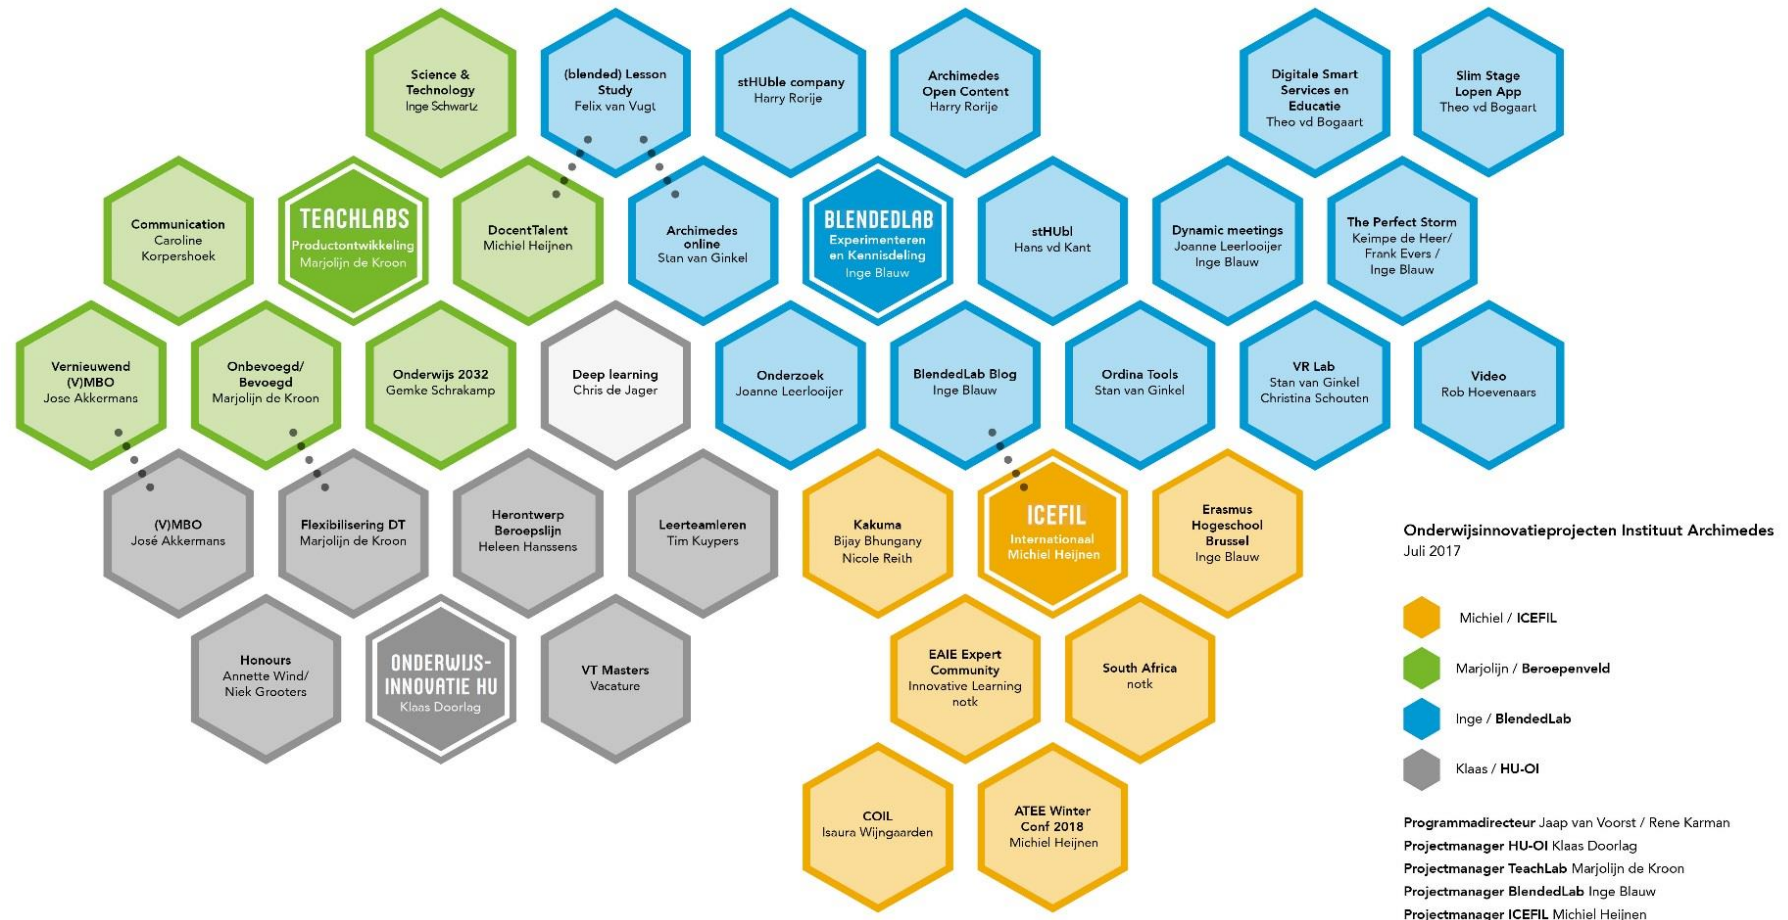 Science &
Technology
Inge Schwartz
(blended) Lesson
Study
Felix van Vugt
stHUble company
Harry Rorije
Archimedes
Open Content
Harry Rorije
Digitale Smart
Services en
Educatie
Theo vd Bogaart
Slim Stage
Lopen App
Theo vd Bogaart
Communication
Caroline
Korpershoek
TEACHLABS
Productontwikkeling
Marjolijn de Kroon
DocentTalent
Michiel Heijnen
Archimedes
online
Stan van Ginkel
BLENDEDLAB
Experimenteren
en Kennisdeling
Inge Blauw
stHUbl
Hans vd Kant
Dynamic meetings
Joanne Leerlooijer
Inge Blauw
The Perfect Storm
Keimpe de Heer/
Frank Evers /
Inge Blauw
Vernieuwend
(V)MBO
Jose Akkermans
Onbevoegd/
Bevoegd
Marjolijn de Kroon
Onderwijs 2032
Gemke Schrakamp
Deep learning
Chris de Jager
Onderzoek
Joanne Leerlooijer
BlendedLab Blog
Inge Blauw
Ordina Tools
Stan van Ginkel
VR Lab
Stan van Ginkel
Christina Schouten
Video
Rob Hoevenaars
(V)MBO
José Akkermans
Flexibilisering DT
Marjolijn de Kroon
Herontwerp
Beroepslijn
Heleen Hanssens
Leerteamleren
Tim Kuypers
Kakuma
Bijay Bhungany
Nicole Reith
ICEFIL
Internationaal
Michiel Heijnen
Erasmus
Hogeschool
Brussel
Inge Blauw
Honours
Annette Wind/
Niek Grooters
ONDERWIJS-
INNOVATIE HU
Klaas Doorlag
VT Masters
Vacature
EAIE Expert
Community
Innovative Learning
notk
South Africa
notk
COIL
Isaura Wijngaarden
ATEE Winter
Conf 2018
Michiel Heijnen
Onderwijsinnovatieprojecten Instituut Archimedes
Juli 2017
Michiel / ICEFIL
Marjolijn / Beroepenveld
Inge / BlendedLab
Klaas / HU-OI
Programmadirecteur Jaap van Voorst / Rene Karman
Projectmanager HU-OI Klaas Doorlag
Projectmanager TeachLab Marjolijn de Kroon
Projectmanager BlendedLab Inge Blauw
Projectmanager ICEFIL Michiel Heijnen